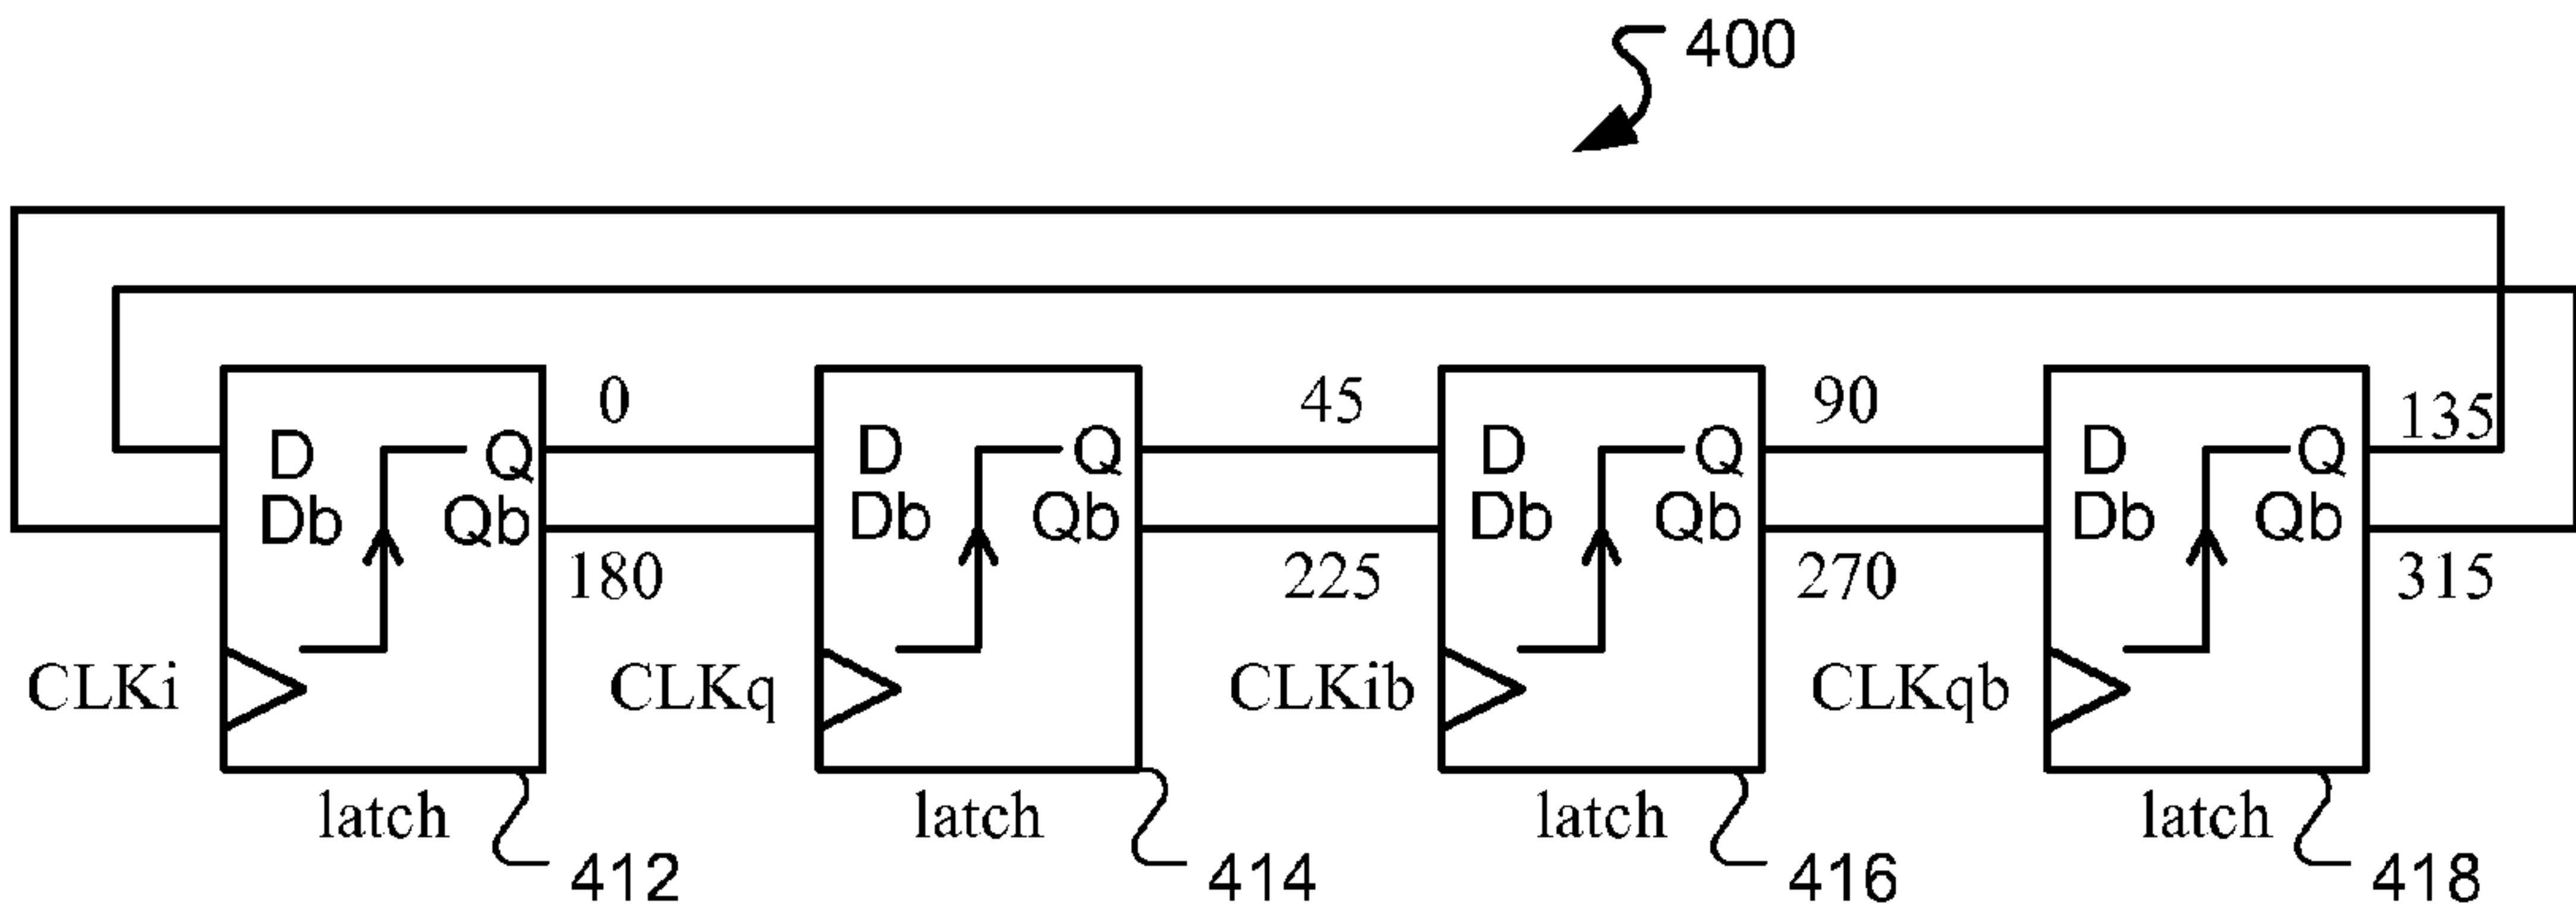 400
0
45
90
135
D
Q
D
Q
D
Q
D
Q
Db
Qb
Db
Qb
Db
Qb
Db
Qb
180
225
270
315
CLKi
CLKq
CLKib
CLKqb
latch
latch
latch
latch
412
414
416
418